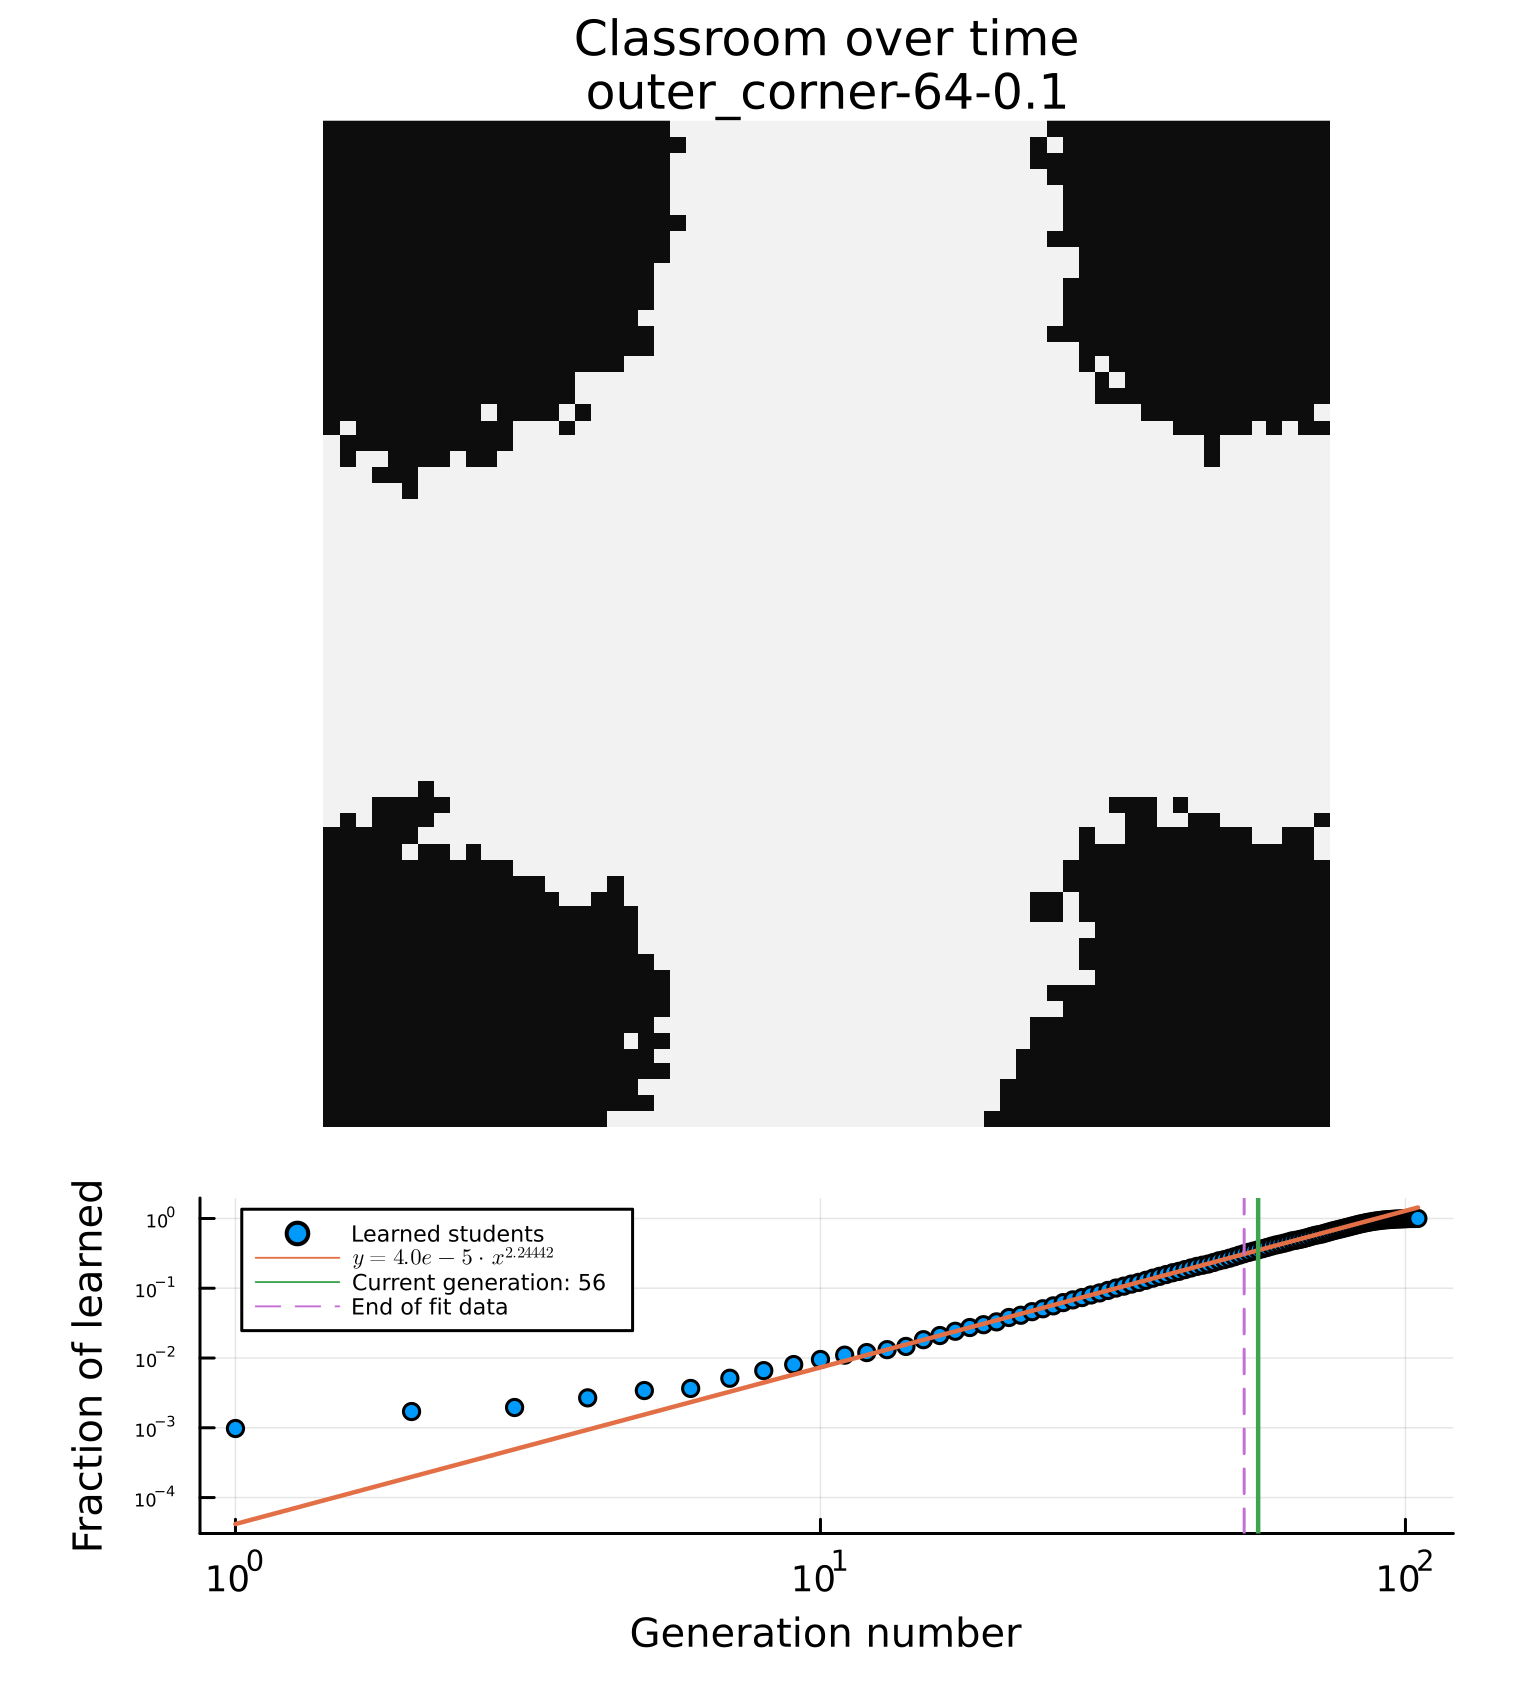 Classroom over time
outer_corner-64-0.1
Fraction of learned
10^0
10^−1
10^−2
10^−3
10^−4
Learned students
y = 4.0e − 5 · x^2.24442
Current generation: 56
End of fit data
10^0
10^1
10^2
Generation number